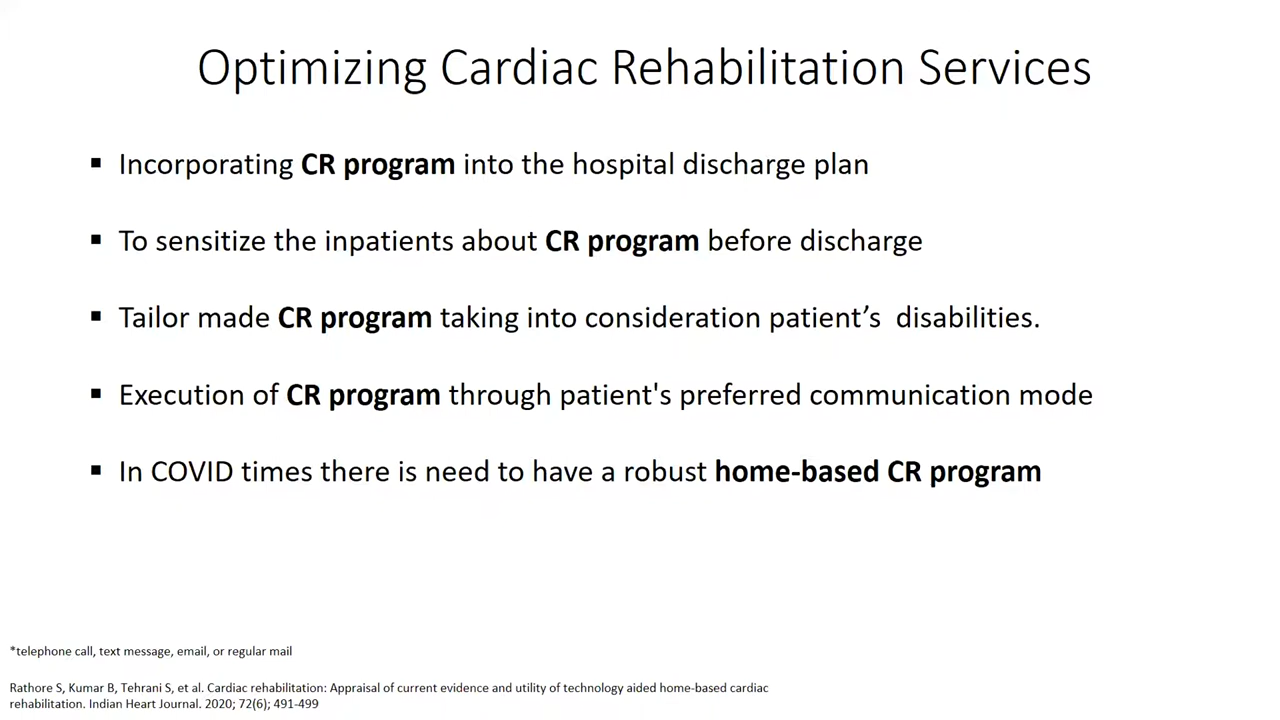 Optimizing Cardiac Rehabilitation Services
▪ Incorporating CR program into the hospital discharge plan
▪ To sensitize the inpatients about CR program before discharge
▪ Tailor made CR program taking into consideration patient’s  disabilities.
▪ Execution of CR program through patient's preferred communication mode
▪ In COVID times there is need to have a robust home-based CR program
*telephone call, text message, email, or regular mail
Rathore S, Kumar B, Tehrani S, et al. Cardiac rehabilitation: Appraisal of current evidence and utility of technology aided home-based cardiac
rehabilitation. Indian Heart Journal. 2020; 72(6); 491-499